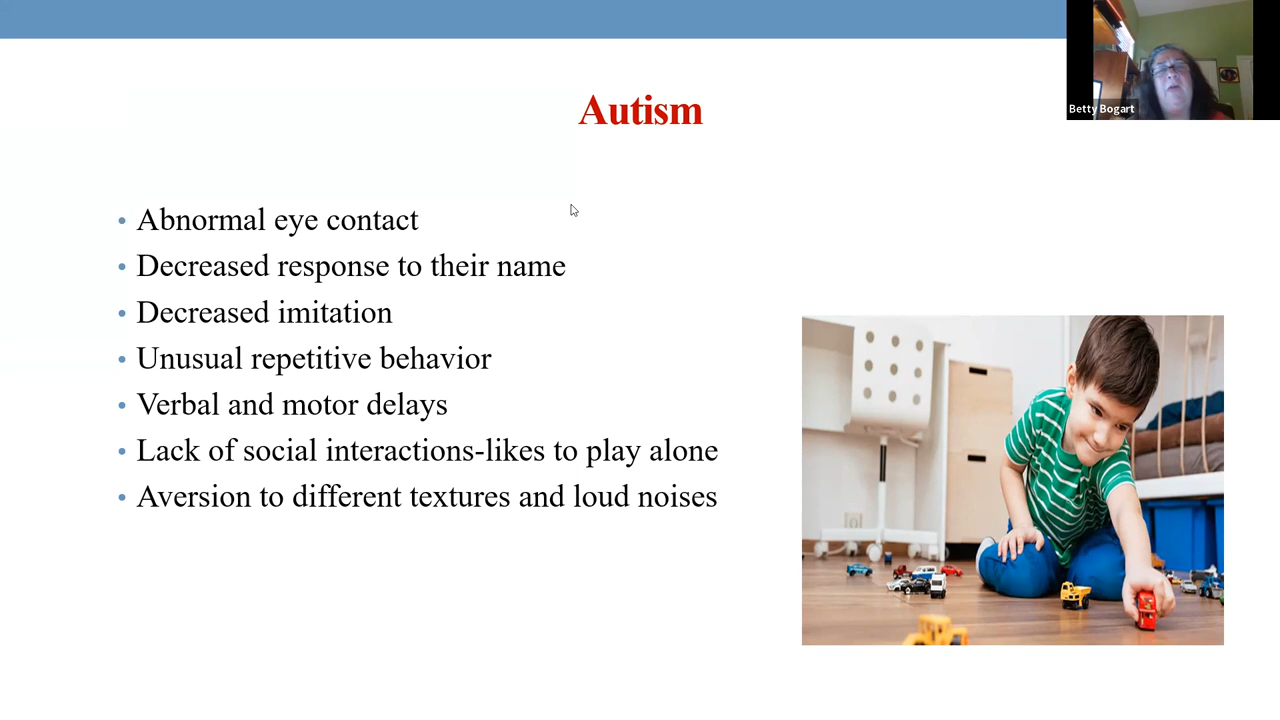 Betty Bogart
Autism
• Abnormal eye contact
• Decreased response to their name
• Decreased imitation
• Unusual repetitive behavior
• Verbal and motor delays
• Lack of social interactions-likes to play alone
• Aversion to different textures and loud noises